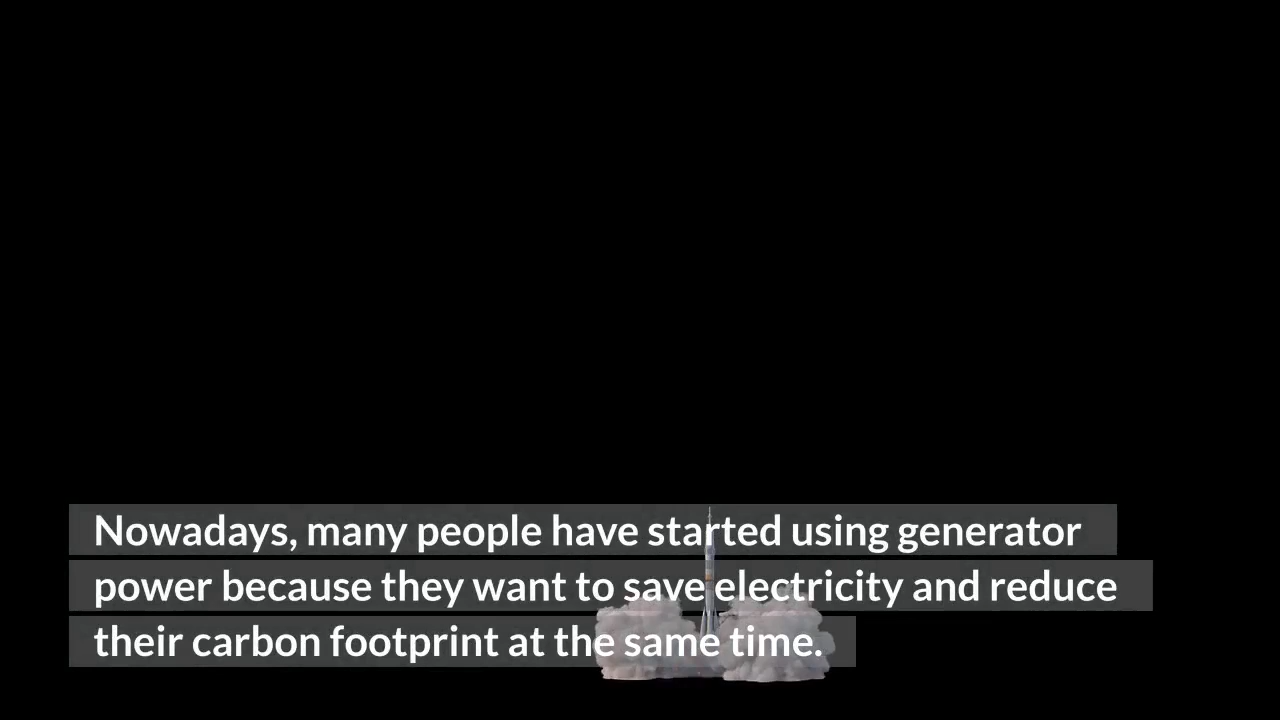 Nowadays, many people have started using generator
power because they want to save electricity and reduce
their carbon footprint at the same time.